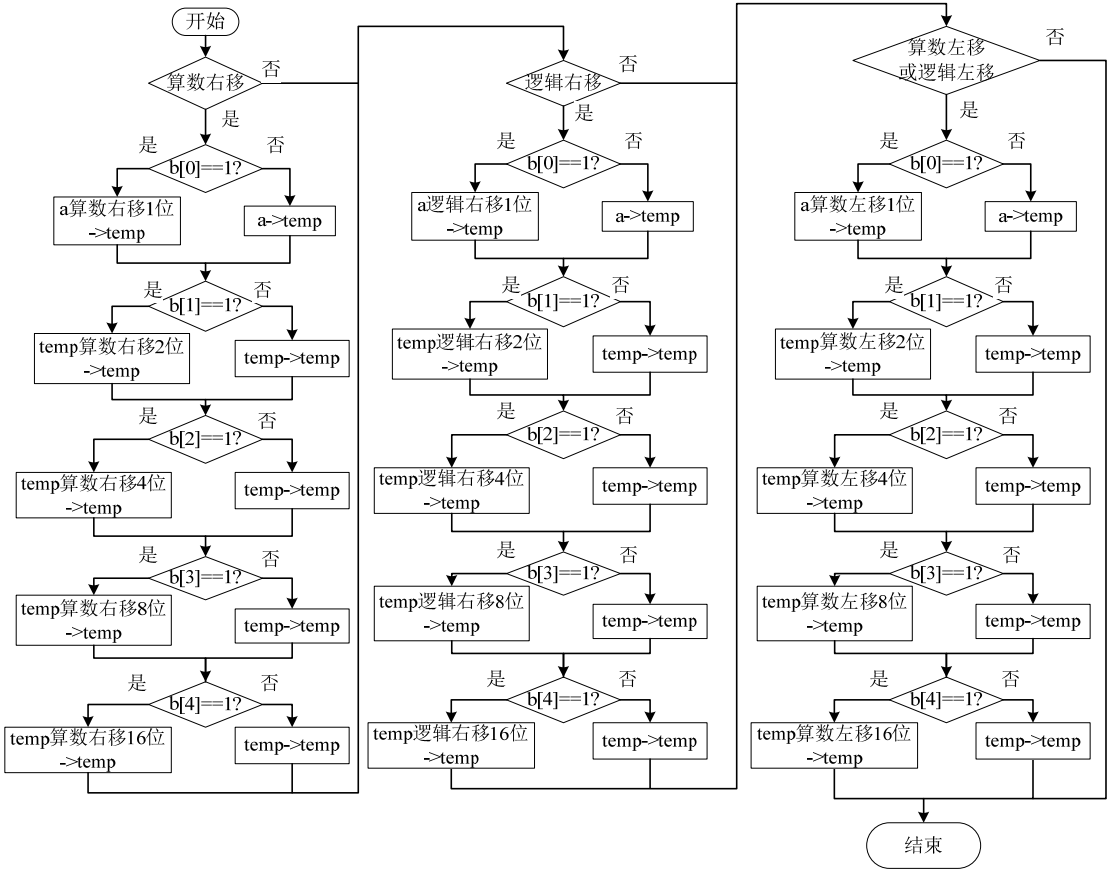 开始
算数右移
否
是
是
否
b[0]==1?
a算数右移1位
->temp
a->temp
是
否
b[1]==1?
temp算数右移2位
->temp
temp->temp
是
否
b[2]==1?
temp算数右移4位
->temp
temp->temp
是
否
b[3]==1?
temp算数右移8位
->temp
temp->temp
是
否
b[4]==1?
temp算数右移16位
->temp
temp->temp
逻辑右移
否
是
是
否
b[0]==1?
a逻辑右移1位
->temp
a->temp
是
否
b[1]==1?
temp逻辑右移2位
->temp
temp->temp
是
否
b[2]==1?
temp逻辑右移4位
->temp
temp->temp
是
否
b[3]==1?
temp逻辑右移8位
->temp
temp->temp
是
否
b[4]==1?
temp逻辑右移16位
->temp
temp->temp
算数左移
或逻辑左移
否
是
是
否
b[0]==1?
a算数左移1位
->temp
a->temp
是
否
b[1]==1?
temp算数左移2位
->temp
temp->temp
是
否
b[2]==1?
temp算数左移4位
->temp
temp->temp
是
否
b[3]==1?
temp算数左移8位
->temp
temp->temp
是
否
b[4]==1?
temp算数左移16位
->temp
temp->temp
结束